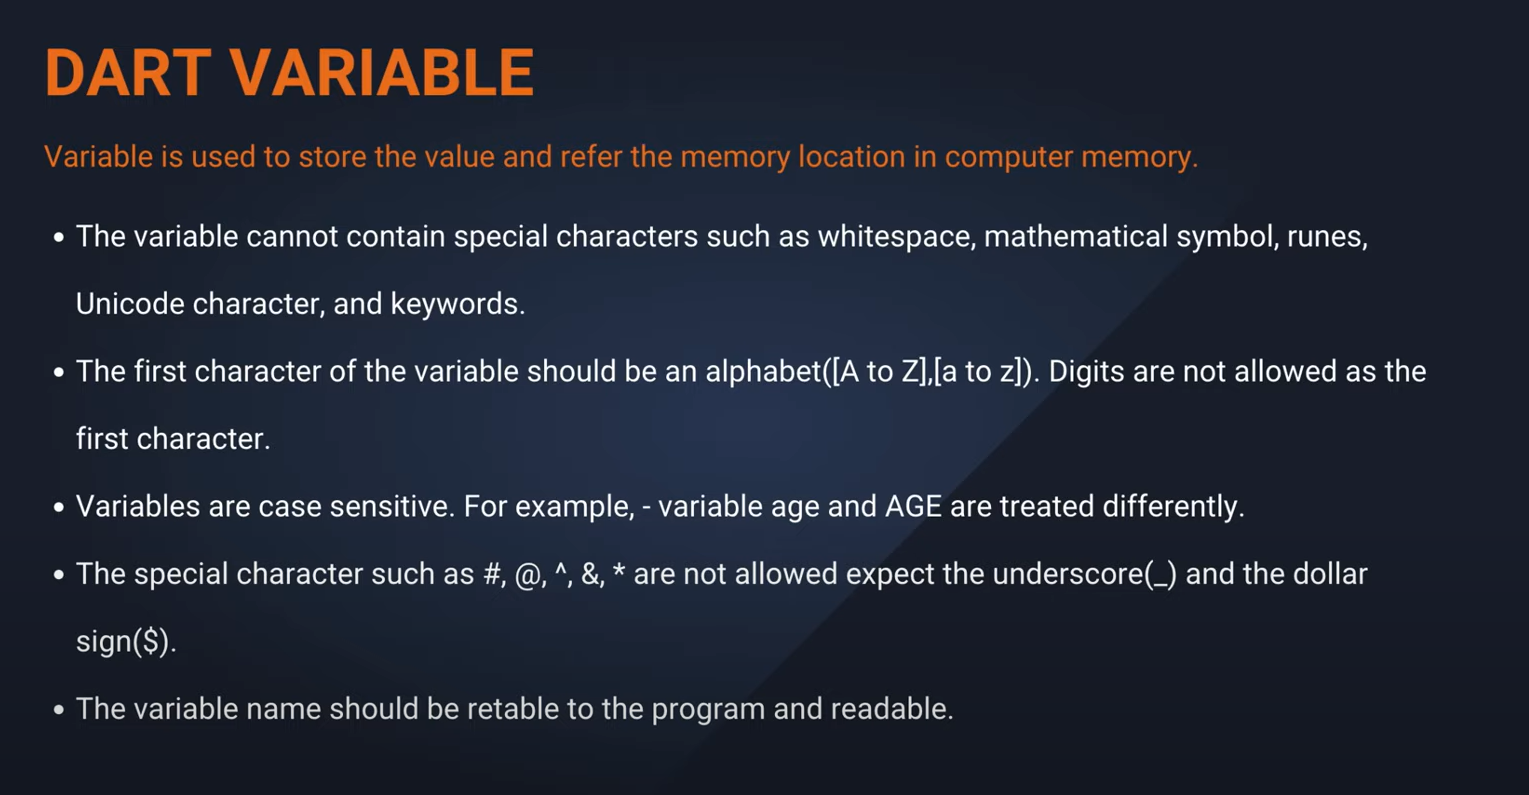 DART VARIABLE
Variable is used to store the value and refer the memory location in computer memory.
• The variable cannot contain special characters such as whitespace, mathematical symbol, runes,
Unicode character, and keywords.
• The first character of the variable should be an alphabet([A to Z],[a to z]). Digits are not allowed as the
first character.
• Variables are case sensitive. For example, - variable age and AGE are treated differently.
• The special character such as #, @, ^, &, * are not allowed expect the underscore(_) and the dollar
sign($).
• The variable name should be retable to the program and readable.